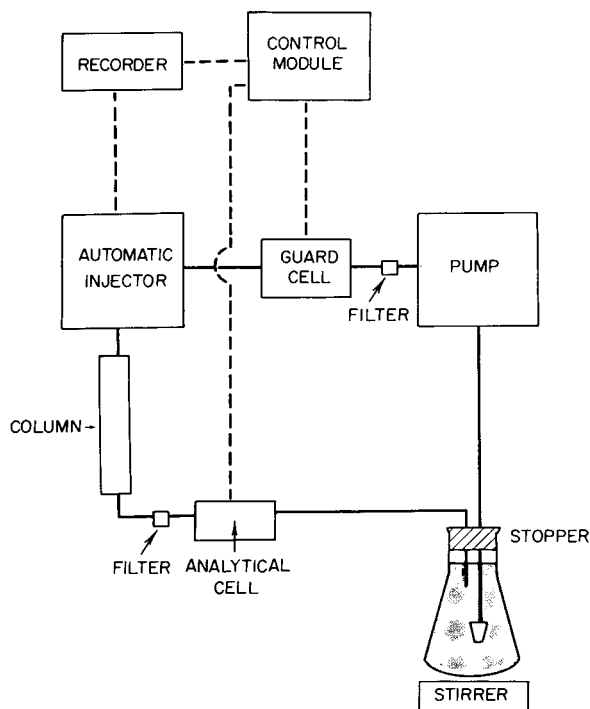 CONTROL
MODULE
RECORDER
AUTOMATIC
INJECTOR
GUARD
CELL
PUMP
FILTER
COLUMN
STOPPER
FILTER
ANALYTICAL
CELL
STIRRER